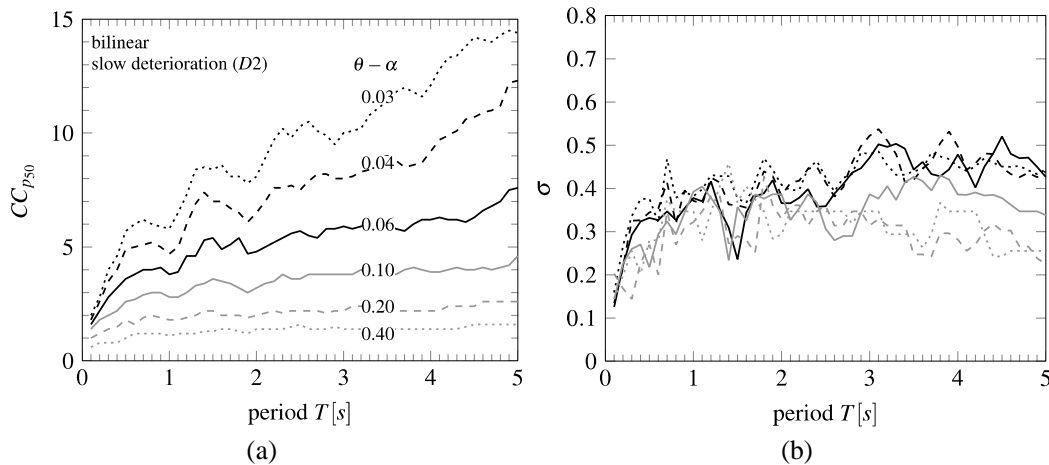 15
10
5
0
CCp50
bilinear
slow deterioration (D2)
θ − α
0.03
0.04
0.06
0.10
0.20
0.40
0 1 2 3 4 5
period T [s]
(a)
0.8
0.7
0.6
0.5
0.4
0.3
0.2
0.1
0
σ
0 1 2 3 4 5
period T [s]
(b)